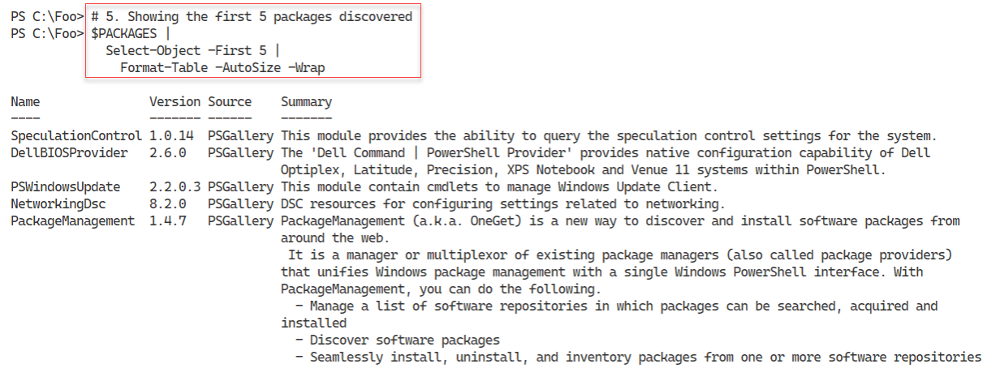 PS C:\Foo> # 5. Showing the first 5 packages discovered
PS C:\Foo> $PACKAGES |
Select-Object -First 5 |
Format-Table -AutoSize -Wrap
Name Version Source Summary
---- ------- ------ -------
SpeculationControl 1.0.14 PSGallery This module provides the ability to query the speculation control settings for the system.
DellBIOSProvider 2.6.0 PSGallery The 'Dell Command | PowerShell Provider' provides native configuration capability of Dell
Optiplex, Latitude, Precision, XPS Notebook and Venue 11 systems within PowerShell.
PSWindowsUpdate 2.2.0.3 PSGallery This module contain cmdlets to manage Windows Update Client.
NetworkingDsc 8.2.0 PSGallery DSC resources for configuring settings related to networking.
PackageManagement 1.4.7 PSGallery PackageManagement (a.k.a. OneGet) is a new way to discover and install software packages from
around the web.
It is a manager or multiplexor of existing package managers (also called package providers)
that unifies Windows package management with a single Windows PowerShell interface. With
PackageManagement, you can do the following.
- Manage a list of software repositories in which packages can be searched, acquired and
installed
- Discover software packages
- Seamlessly install, uninstall, and inventory packages from one or more software repositories